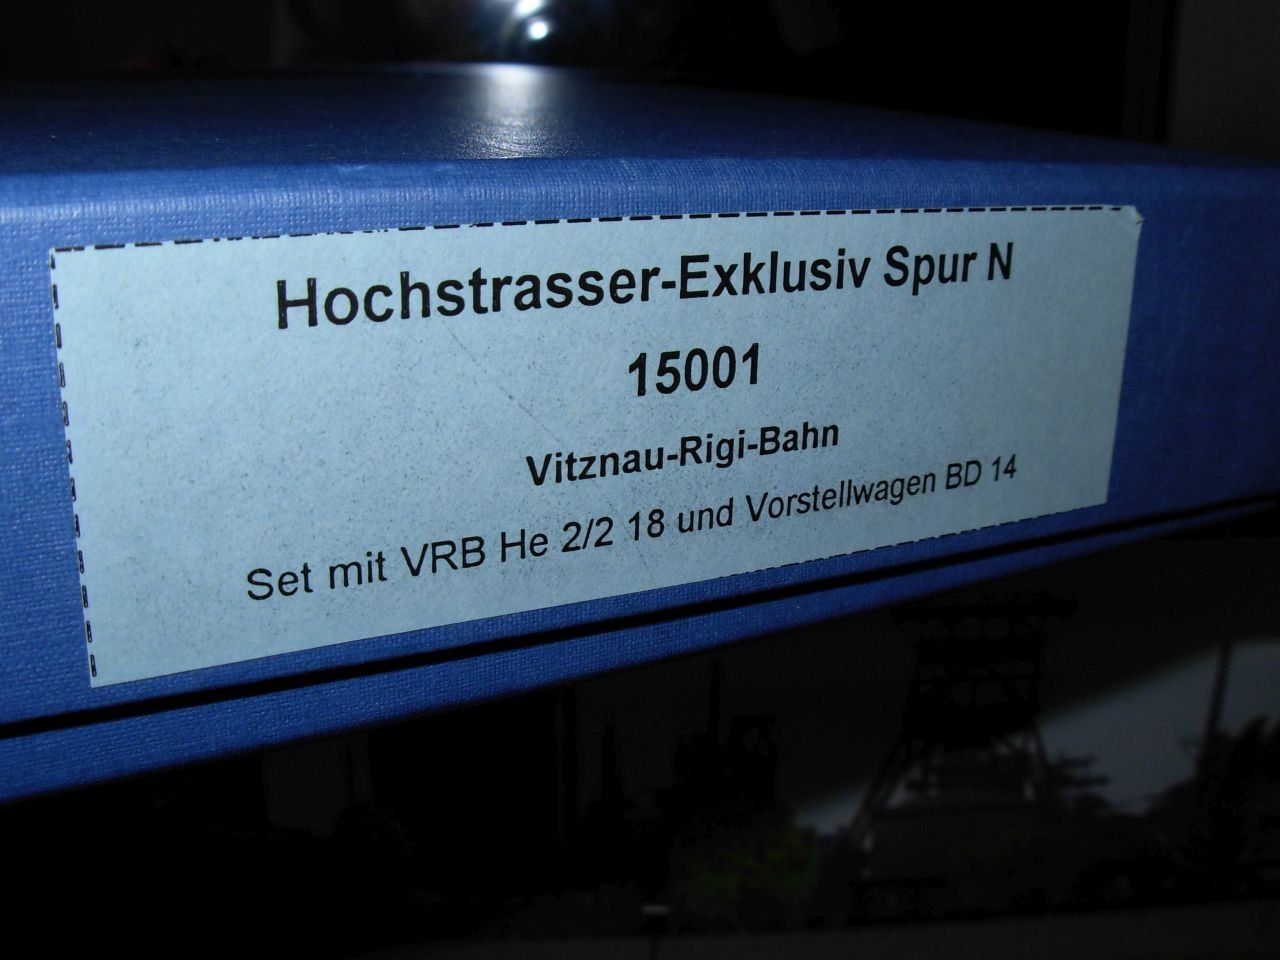 Hochstrasser-Exklusiv Spur N
15001
Vitznau-Rigi-Bahn
Set mit VRB He 2/2 18 und Vorstellwagen BD 14